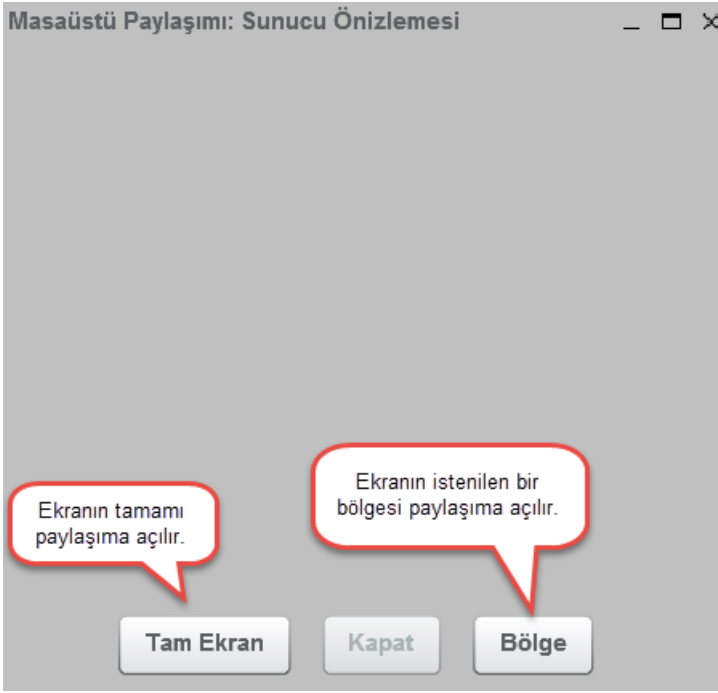 Masaüstü Paylaşımı: Sunucu Önizlemesi
Ekranın istenilen bir
bölgesi paylaşıma açılır.
Ekranın tamamı
paylaşıma açılır.
Tam Ekran
Kapat
Bölge